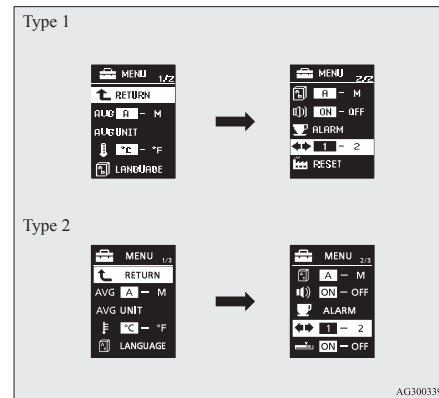 Type 1
MENU 1/2
RETURN
AVG A - M
AVG UNIT
°C - °F
LANGUAGE
MENU 2/2
A - M
ON - OFF
ALARM
1 - 2
RESET
Type 2
MENU 1/3
RETURN
AVG A - M
AVG UNIT
°C - °F
LANGUAGE
MENU 2/3
A - M
ON - OFF
ALARM
1 - 2
ON - OFF
AG300339